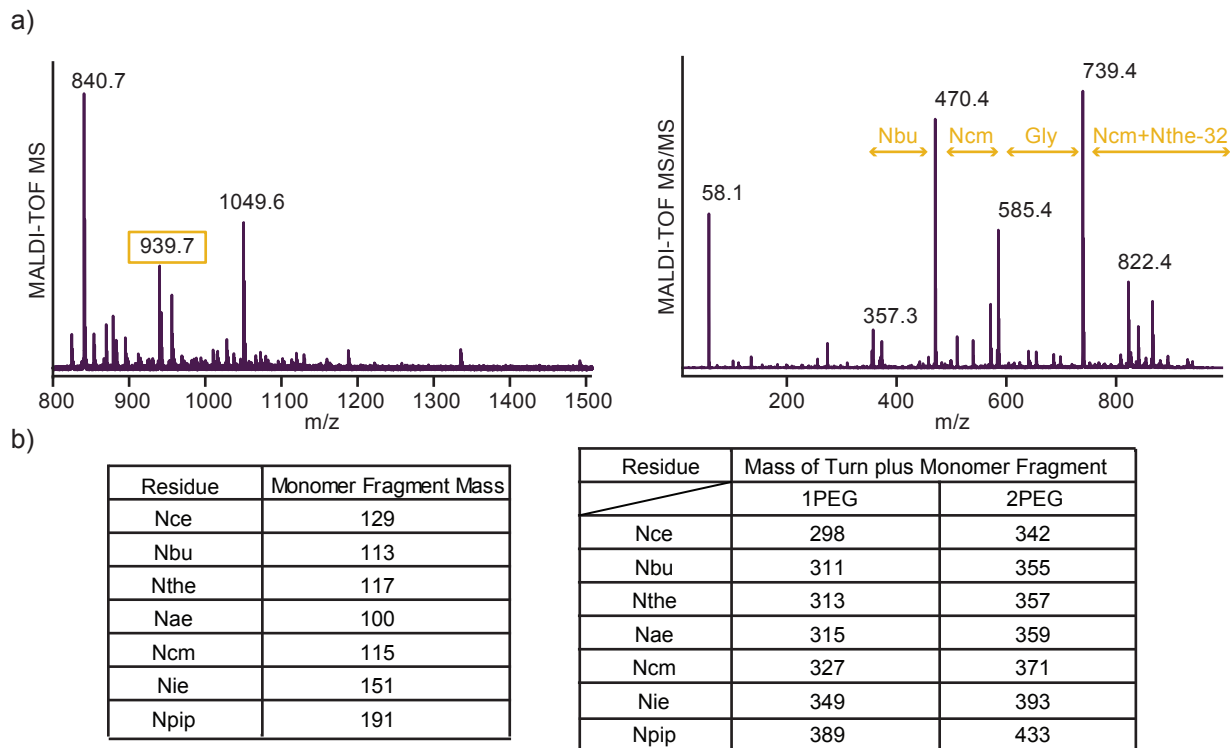 a)
MALDI-TOF MS
840.7
939.7
1049.6
800 900 1000 1100 1200 1300 1400 1500
m/z
MALDI-TOF MS/MS
58.1
357.3
470.4
585.4
739.4
822.4
Nbu Ncm Gly Ncm+Nthe-32
200 400 600 800
m/z
b)
Residue Monomer Fragment Mass
Nce 129
Nbu 113
Nthe 117
Nae 100
Ncm 115
Nie 151
Npip 191
Residue Mass of Turn plus Monomer Fragment
1PEG 2PEG
Nce 298 342
Nbu 311 355
Nthe 313 357
Nae 315 359
Ncm 327 371
Nie 349 393
Npip 389 433